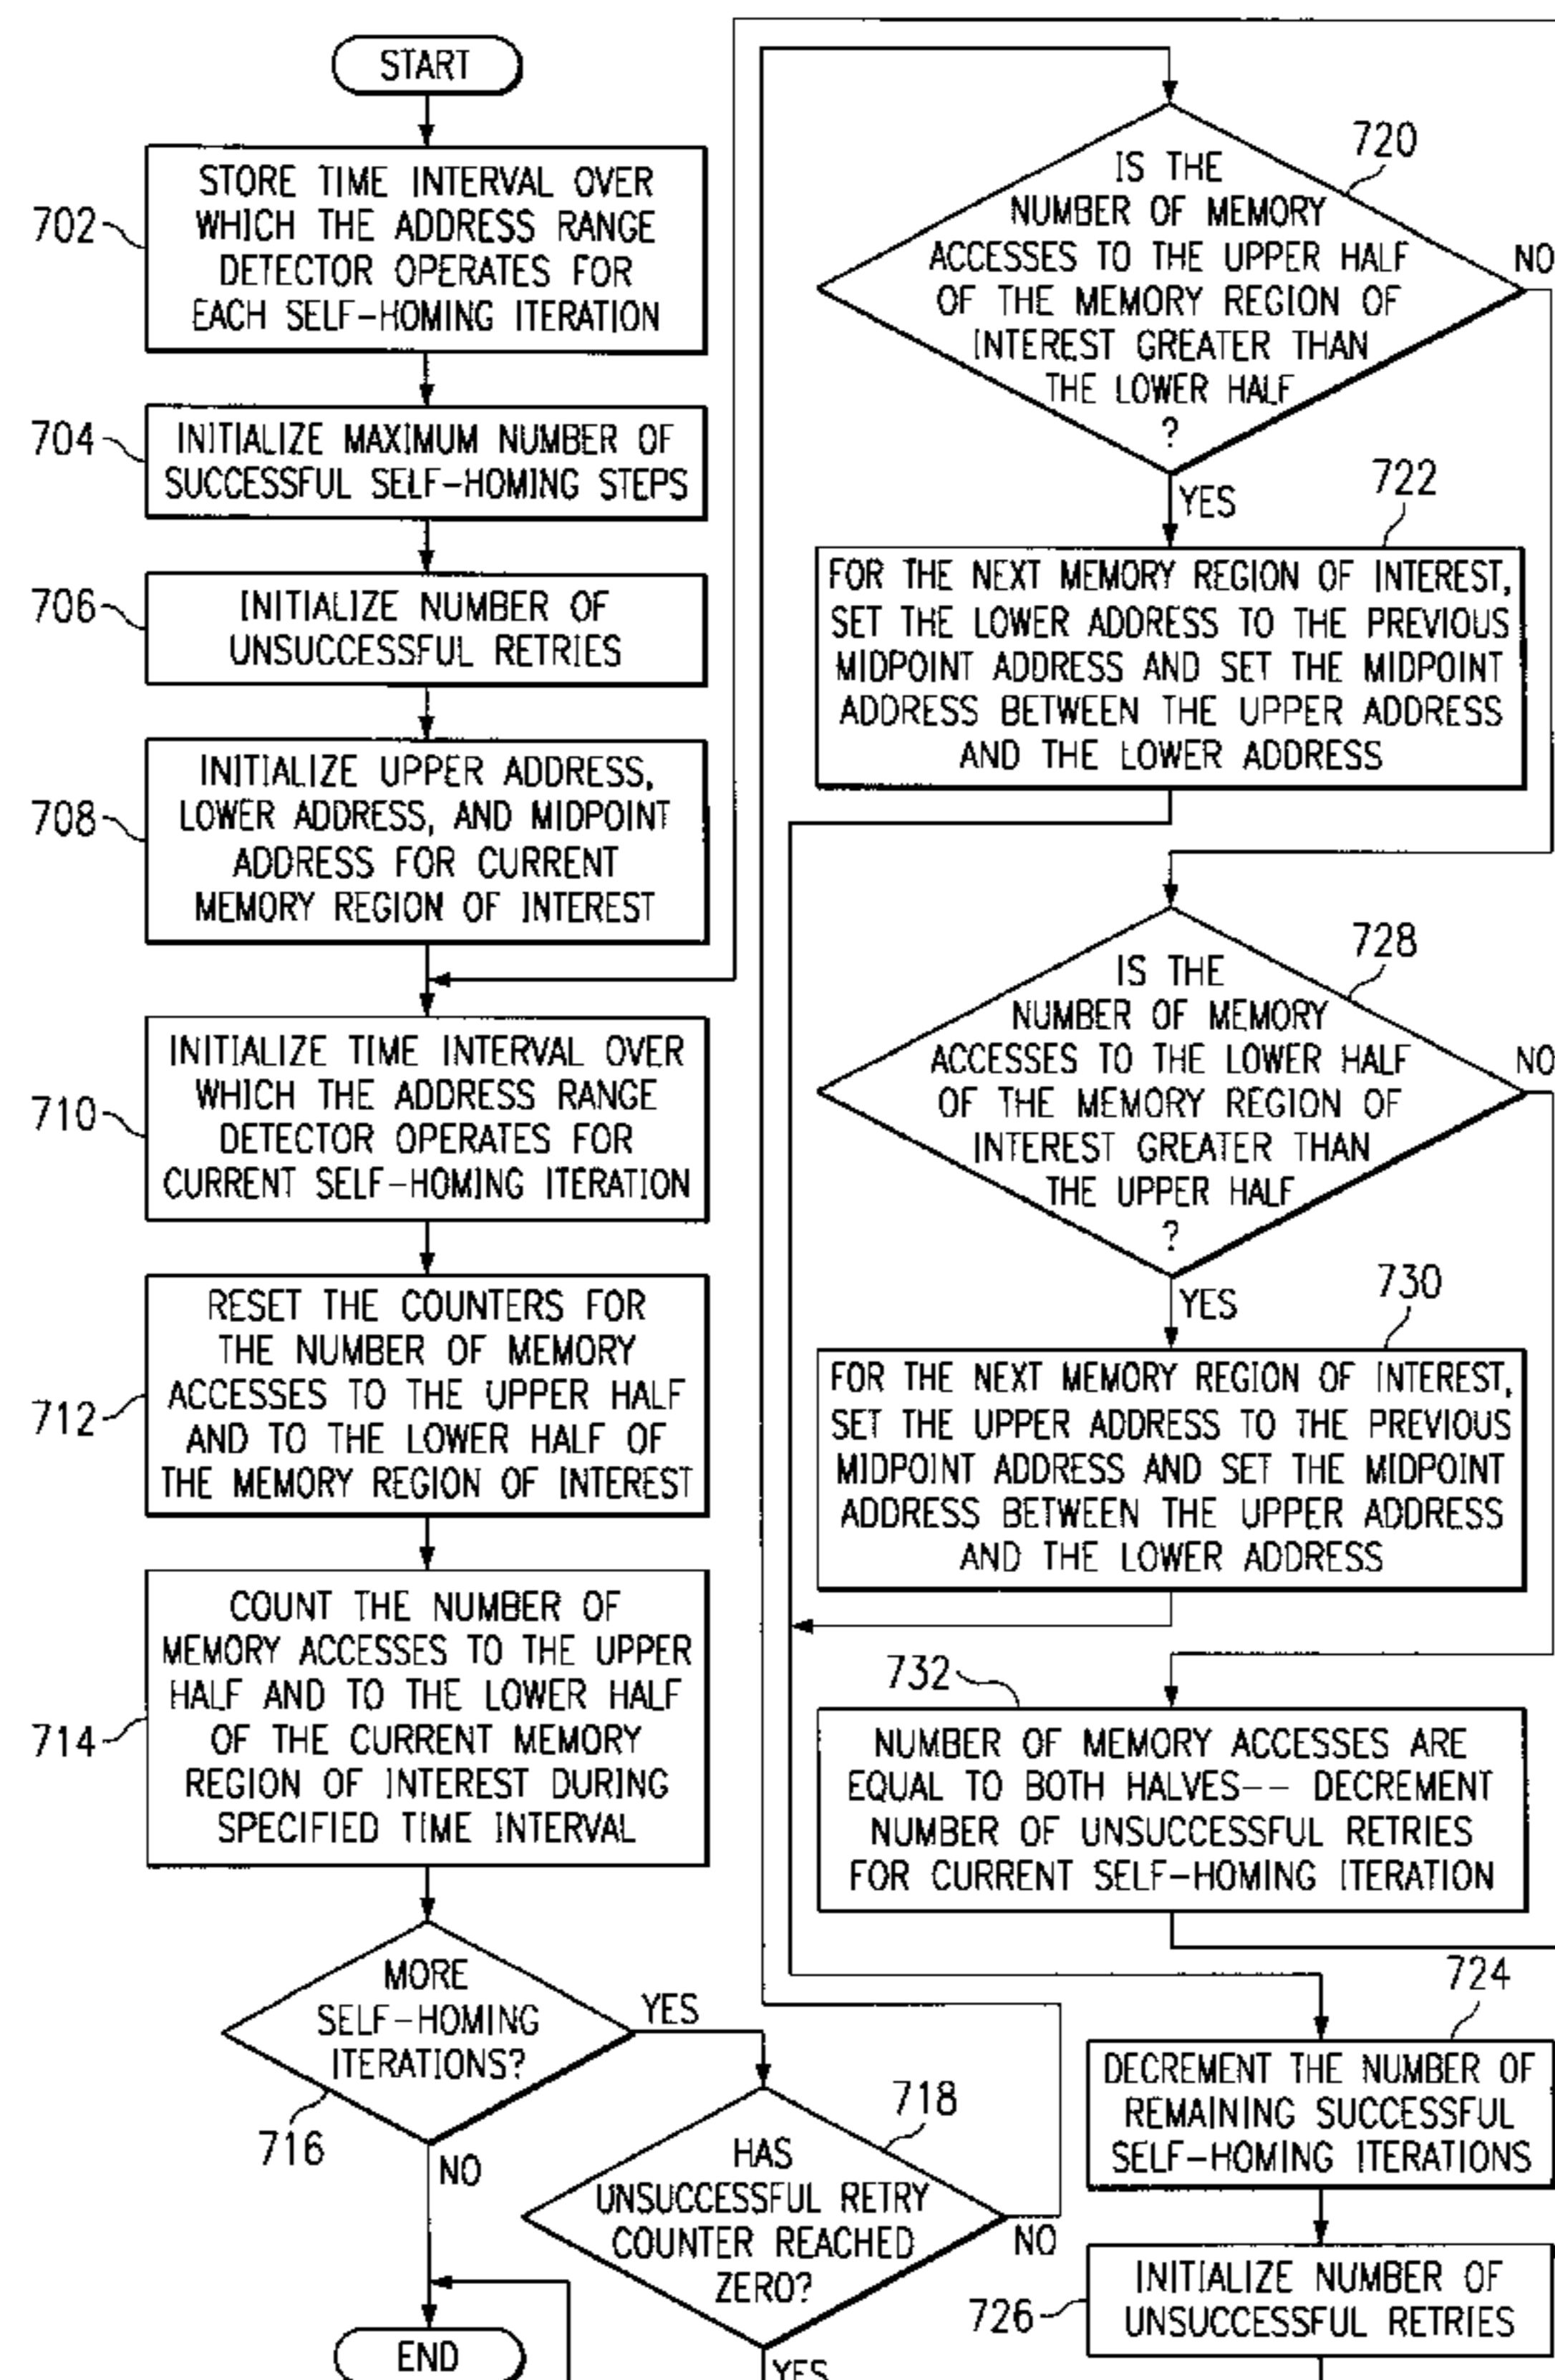 START
702
STORE TIME INTERVAL OVER
WHICH THE ADDRESS RANGE
DETECTOR OPERATES FOR
EACH SELF-HOMING ITERATION
704
INITIALIZE MAXIMUM NUMBER OF
SUCCESSFUL SELF-HOMING STEPS
706
INITIALIZE NUMBER OF
UNSUCCESSFUL RETRIES
708
INITIALIZE UPPER ADDRESS,
LOWER ADDRESS, AND MIDPOINT
ADDRESS FOR CURRENT
MEMORY REGION OF INTEREST
710
INITIALIZE TIME INTERVAL OVER
WHICH THE ADDRESS RANGE
DETECTOR OPERATES FOR
CURRENT SELF-HOMING ITERATION
712
RESET THE COUNTERS FOR
THE NUMBER OF MEMORY
ACCESSES TO THE UPPER HALF
AND TO THE LOWER HALF OF
THE MEMORY REGION OF INTEREST
714
COUNT THE NUMBER OF
MEMORY ACCESSES TO THE UPPER
HALF AND TO THE LOWER HALF
OF THE CURRENT MEMORY
REGION OF INTEREST DURING
SPECIFIED TIME INTERVAL
MORE
SELF-HOMING
ITERATIONS?
716
YES
NO
718
HAS
UNSUCCESSFUL RETRY
COUNTER REACHED
ZERO?
NO
YES
END
720
IS THE
NUMBER OF MEMORY
ACCESSES TO THE UPPER HALF
OF THE MEMORY REGION OF
INTEREST GREATER THAN
THE LOWER HALF
?
NO
YES
722
FOR THE NEXT MEMORY REGION OF INTEREST,
SET THE LOWER ADDRESS TO THE PREVIOUS
MIDPOINT ADDRESS AND SET THE MIDPOINT
ADDRESS BETWEEN THE UPPER ADDRESS
AND THE LOWER ADDRESS
728
IS THE
NUMBER OF MEMORY
ACCESSES TO THE LOWER HALF
OF THE MEMORY REGION OF
INTEREST GREATER THAN
THE UPPER HALF
?
NO
YES
730
FOR THE NEXT MEMORY REGION OF INTEREST,
SET THE UPPER ADDRESS TO THE PREVIOUS
MIDPOINT ADDRESS AND SET THE MIDPOINT
ADDRESS BETWEEN THE UPPER ADDRESS
AND THE LOWER ADDRESS
732
NUMBER OF MEMORY ACCESSES ARE
EQUAL TO BOTH HALVES-- DECREMENT
NUMBER OF UNSUCCESSFUL RETRIES
FOR CURRENT SELF-HOMING ITERATION
724
DECREMENT THE NUMBER OF
REMAINING SUCCESSFUL
SELF-HOMING ITERATIONS
726
INITIALIZE NUMBER OF
UNSUCCESSFUL RETRIES